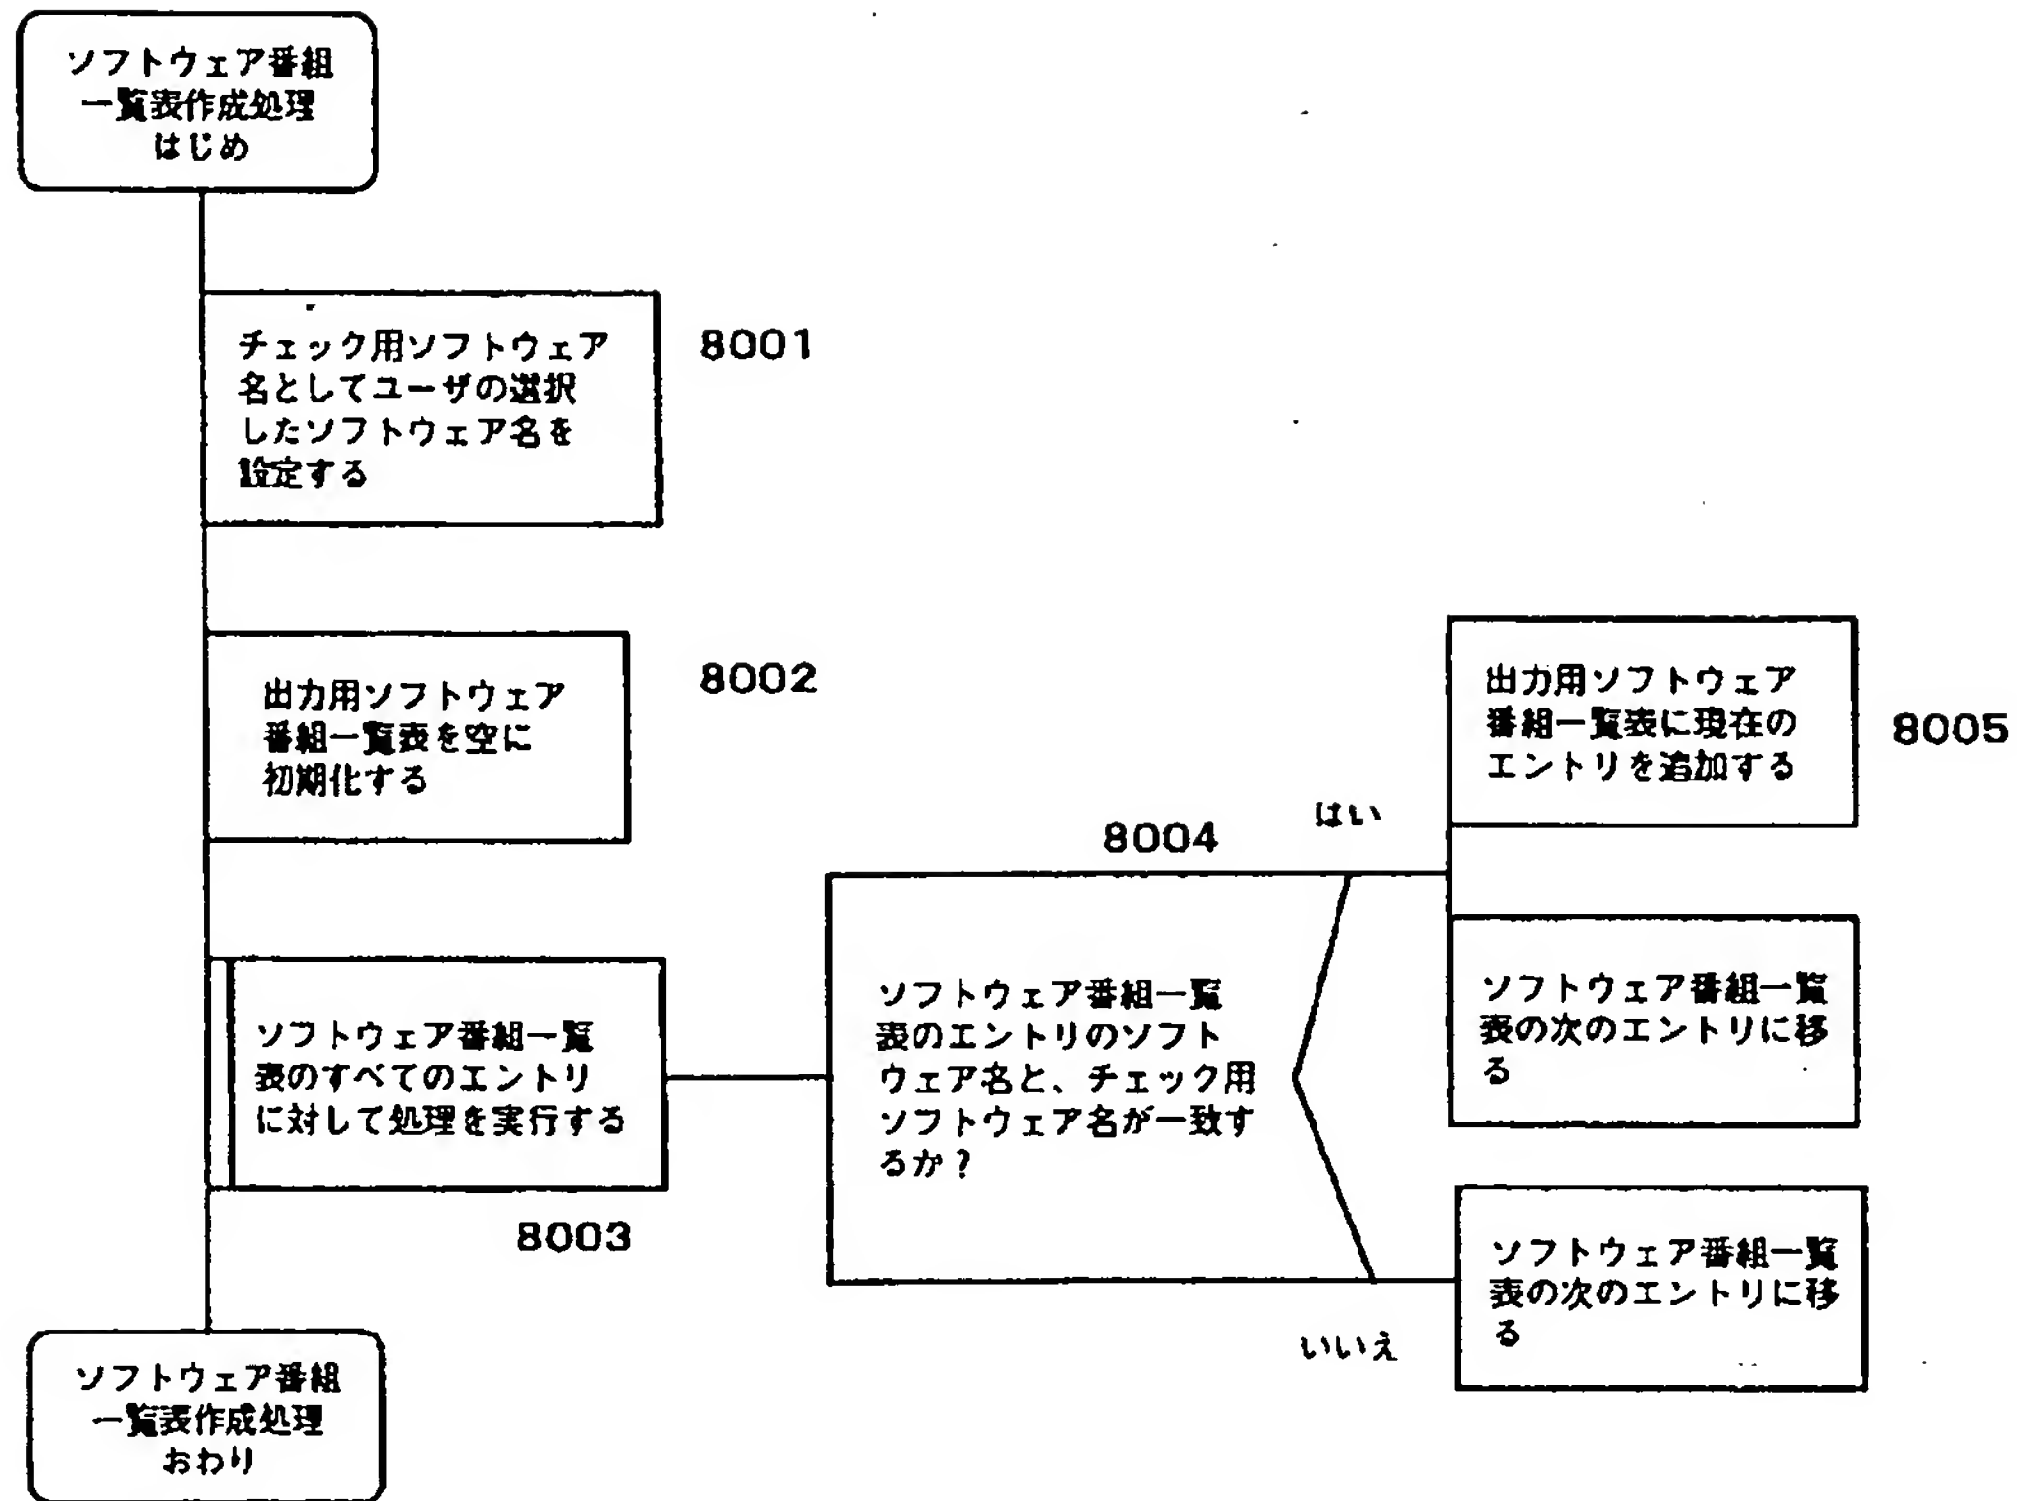 ソフトウェア番組
一覧表作成処理
はじめ
チェック用ソフトウェア
名としてユーザの選択
したソフトウェア名を
設定する
8001
出力用ソフトウェア
番組一覧表を空に
初期化する
8002
ソフトウェア番組一覧
表のすべてのエントリ
に対して処理を実行する
8003
8004
ソフトウェア番組一覧
表のエントリのソフト
ウェア名と、チェック用
ソフトウェア名が一致す
るか?
はい
出力用ソフトウェア
番組一覧表に現在の
エントリを追加する
8005
ソフトウェア番組一覧
表の次のエントリに移
る
いいえ
ソフトウェア番組一覧
表の次のエントリに移
る
ソフトウェア番組
一覧表作成処理
おわり